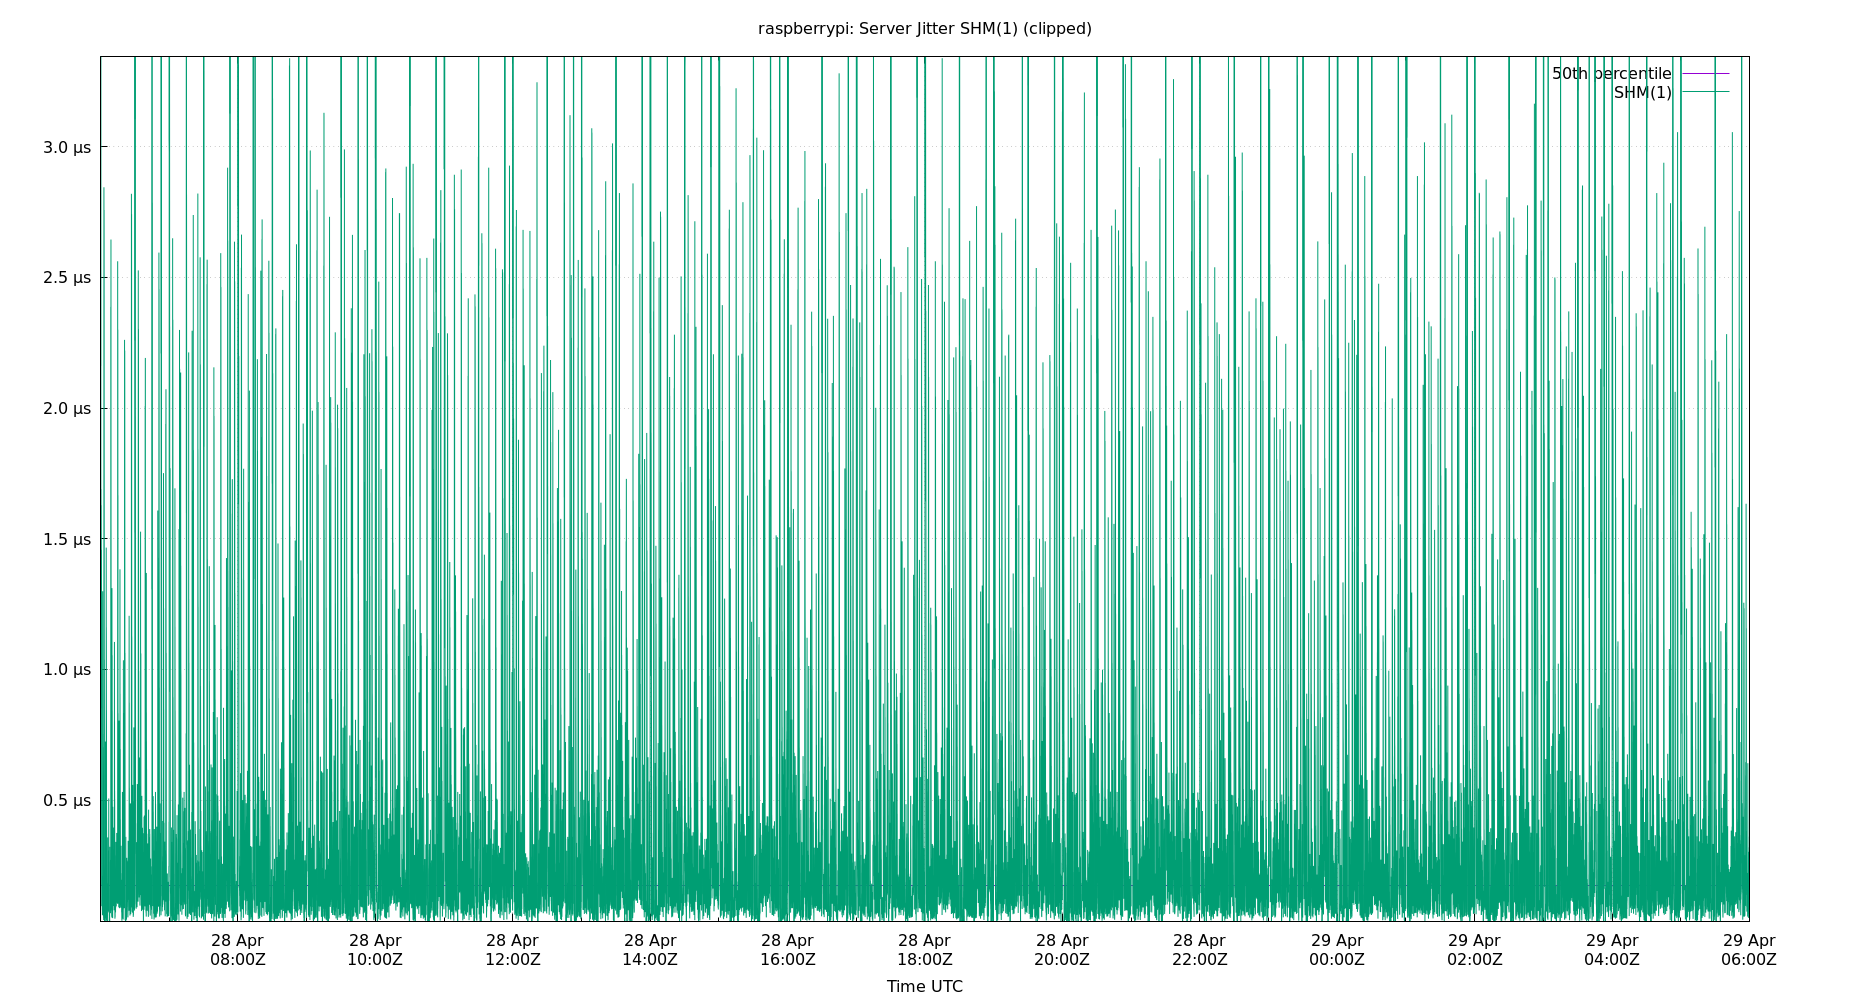 raspberrypi: Server Jitter SHM(1) (clipped)
50th percentile
SHM(1)
3.0 µs
2.5 µs
2.0 µs
1.5 µs
1.0 µs
0.5 µs
28 Apr 28 Apr 28 Apr 28 Apr 28 Apr 28 Apr 28 Apr 28 Apr 29 Apr 29 Apr 29 Apr 29 Apr
08:00Z 10:00Z 12:00Z 14:00Z 16:00Z 18:00Z 20:00Z 22:00Z 00:00Z 02:00Z 04:00Z 06:00Z
Time UTC